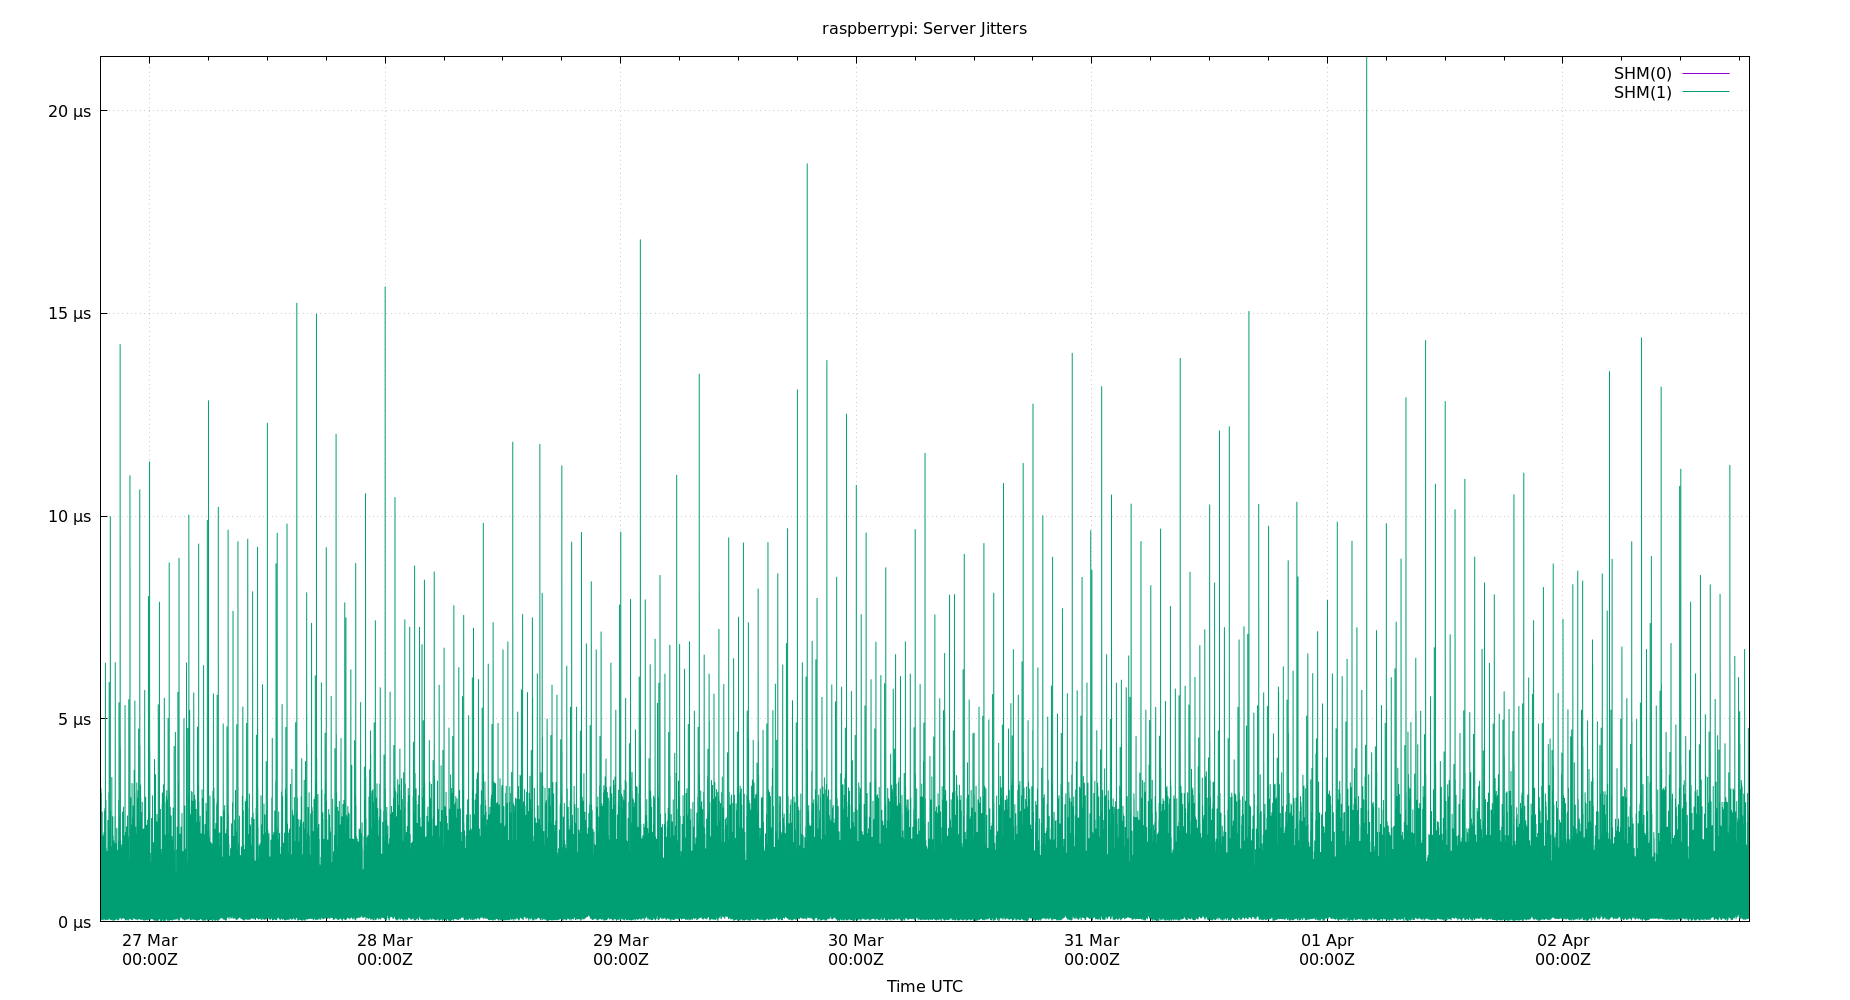 raspberrypi: Server Jitters
SHM(0)
SHM(1)
20 µs
15 µs
10 µs
5 µs
0 µs
27 Mar 28 Mar 29 Mar 30 Mar 31 Mar 01 Apr 02 Apr
00:00Z 00:00Z 00:00Z 00:00Z 00:00Z 00:00Z 00:00Z
Time UTC